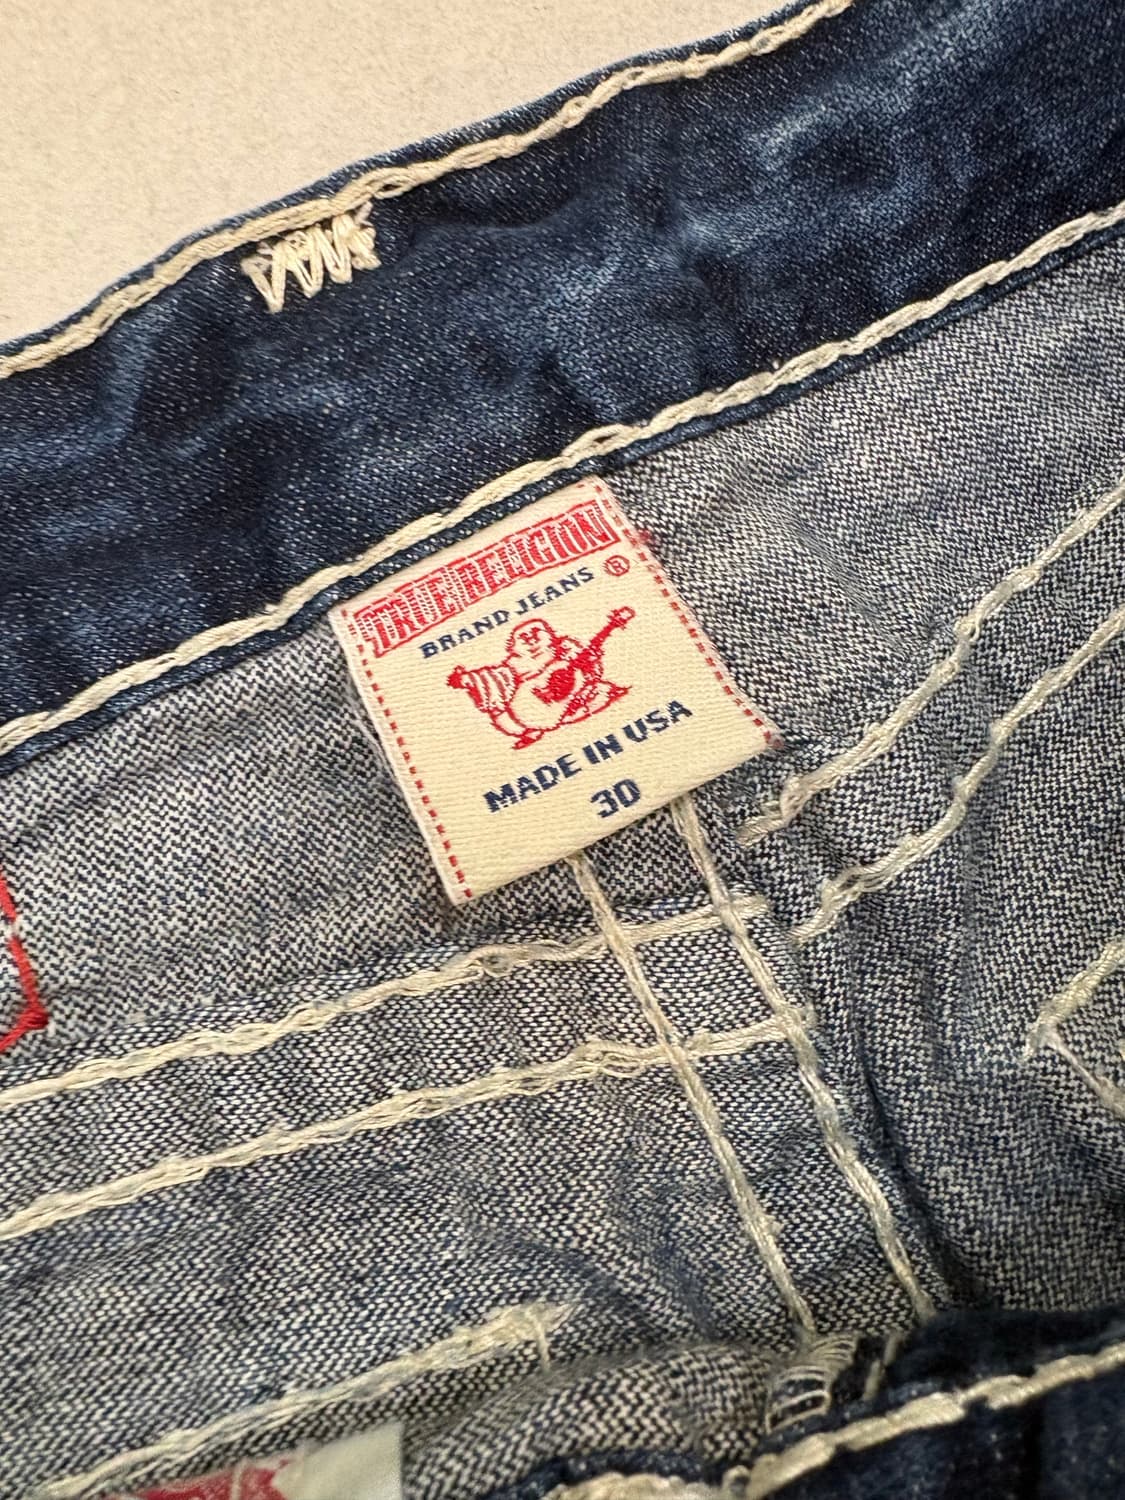 TRUE RELIGION
BRAND JEANS ®
MADE IN USA
30